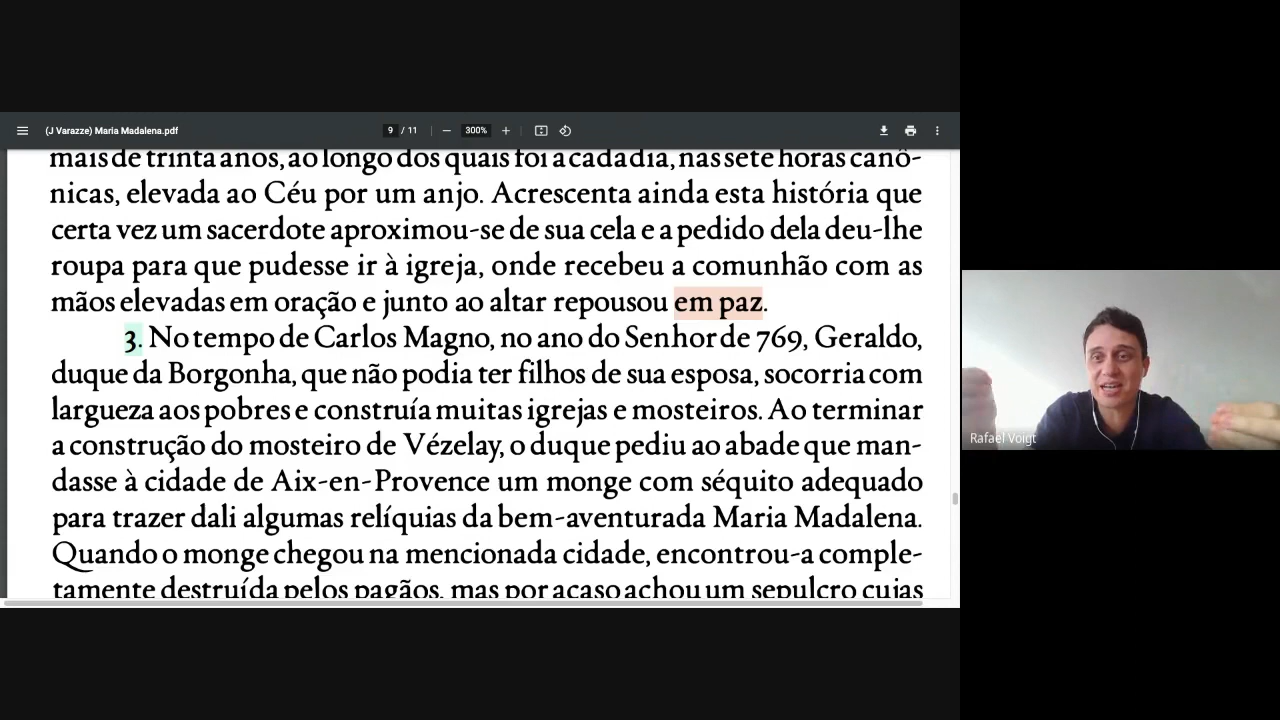 (J Varazze) Maria Madalena.pdf
9 / 11
300%
mais de trinta anos, ao longo dos quais foi a cada dia, nas sete horas canô-
nicas, elevada ao Céu por um anjo. Acrescenta ainda esta história que
certa vez um sacerdote aproximou-se de sua cela e a pedido dela deu-lhe
roupa para que pudesse ir à igreja, onde recebeu a comunhão com as
mãos elevadas em oração e junto ao altar repousou em paz.
3. No tempo de Carlos Magno, no ano do Senhor de 769, Geraldo,
duque da Borgonha, que não podia ter filhos de sua esposa, socorria com
largueza aos pobres e construía muitas igrejas e mosteiros. Ao terminar
a construção do mosteiro de Vézelay, o duque pediu ao abade que man-
dasse à cidade de Aix-en-Provence um monge com séquito adequado
para trazer dali algumas relíquias da bem-aventurada Maria Madalena.
Quando o monge chegou na mencionada cidade, encontrou-a comple-
tamente destruída pelos pagãos, mas por acaso achou um sepulcro cujas
Rafael Voigt